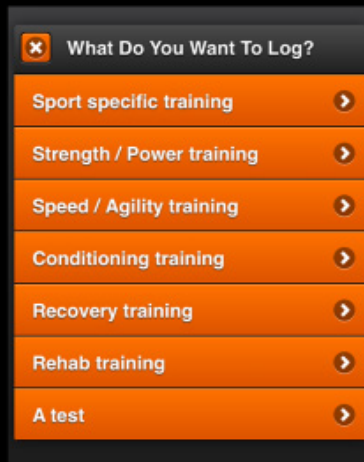 What Do You Want To Log?
Sport specific training
Strength / Power training
Speed / Agility training
Conditioning training
Recovery training
Rehab training
A test